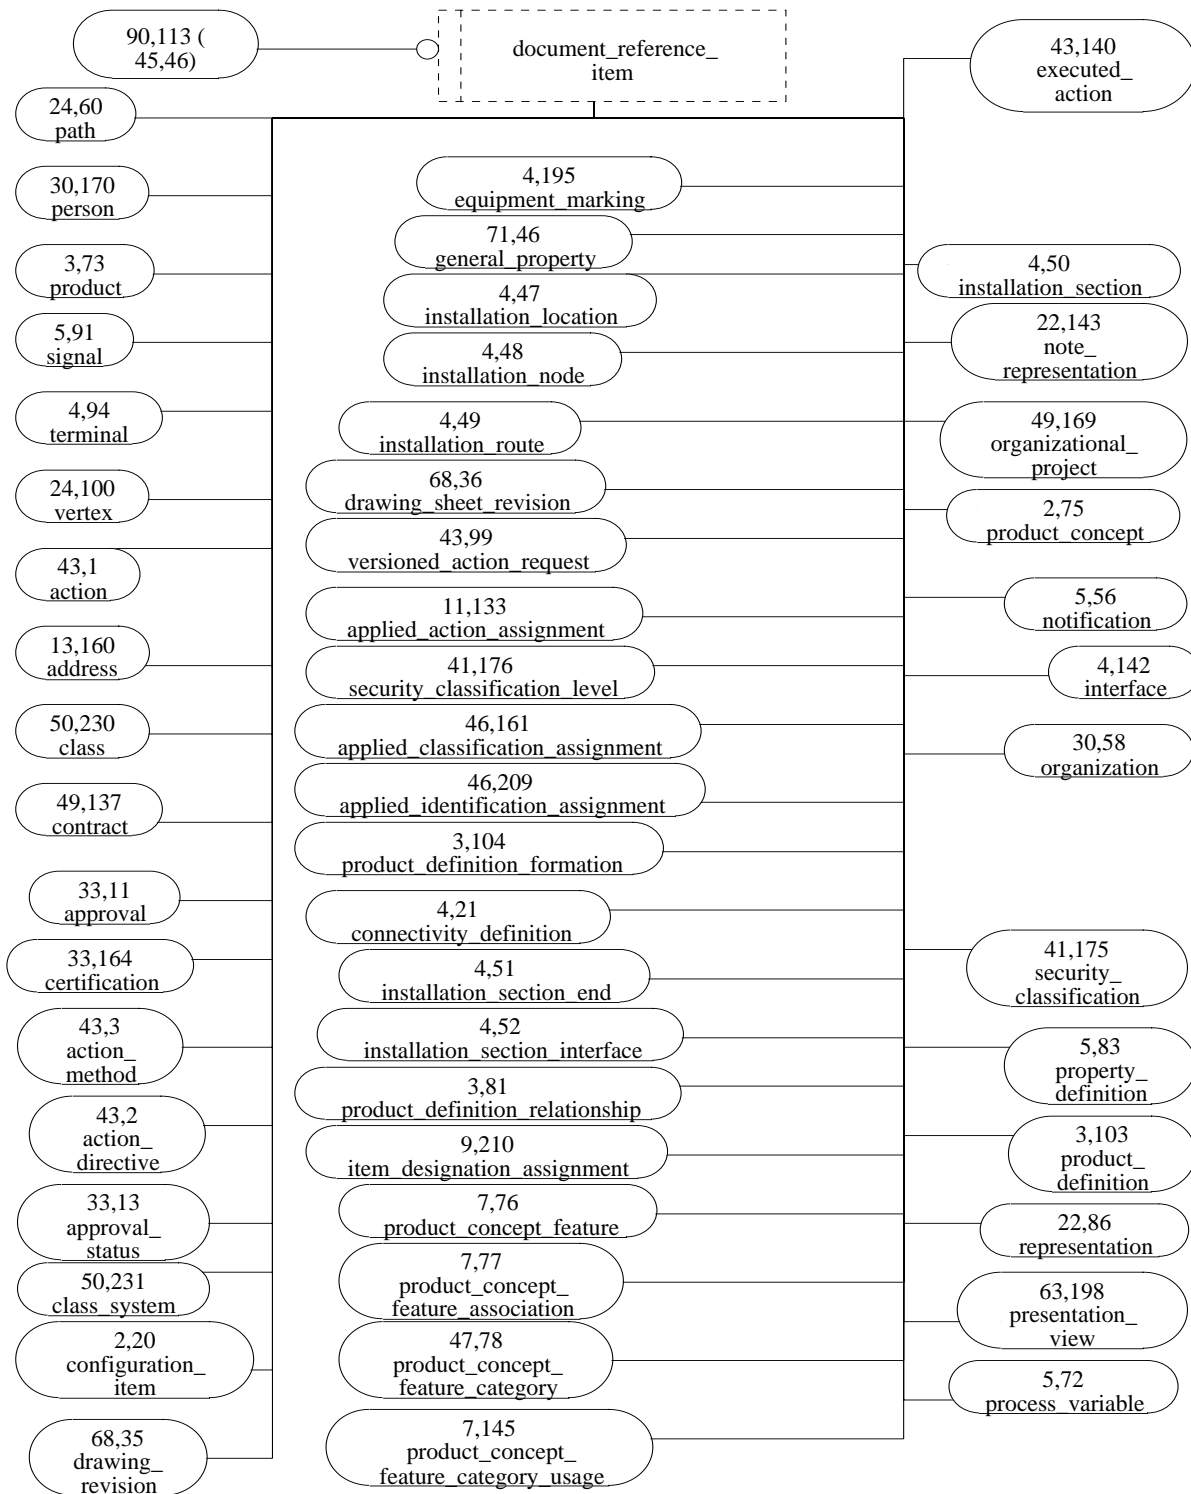 90,113 (
45,46)
document_reference_
item
43,140
executed_
action
24,60
path
30,170
person
3,73
product
5,91
signal
4,94
terminal
24,100
vertex
43,1
action
13,160
address
50,230
class
49,137
contract
33,11
approval
33,164
certification
43,3
action_
method
43,2
action_
directive
33,13
approval_
status
50,231
class_system
2,20
configuration_
item
68,35
drawing_
revision
4,195
equipment_marking
71,46
general_property
4,47
installation_location
4,48
installation_node
4,49
installation_route
68,36
drawing_sheet_revision
43,99
versioned_action_request
11,133
applied_action_assignment
41,176
security_classification_level
46,161
applied_classification_assignment
46,209
applied_identification_assignment
3,104
product_definition_formation
4,21
connectivity_definition
4,51
installation_section_end
4,52
installation_section_interface
3,81
product_definition_relationship
9,210
item_designation_assignment
7,76
product_concept_feature
7,77
product_concept_
feature_association
47,78
product_concept_
feature_category
7,145
product_concept_
feature_category_usage
4,50
installation_section
22,143
note_
representation
49,169
organizational_
project
2,75
product_concept
5,56
notification
4,142
interface
30,58
organization
41,175
security_
classification
5,83
property_
definition
3,103
product_
definition
22,86
representation
63,198
presentation_
view
5,72
process_variable